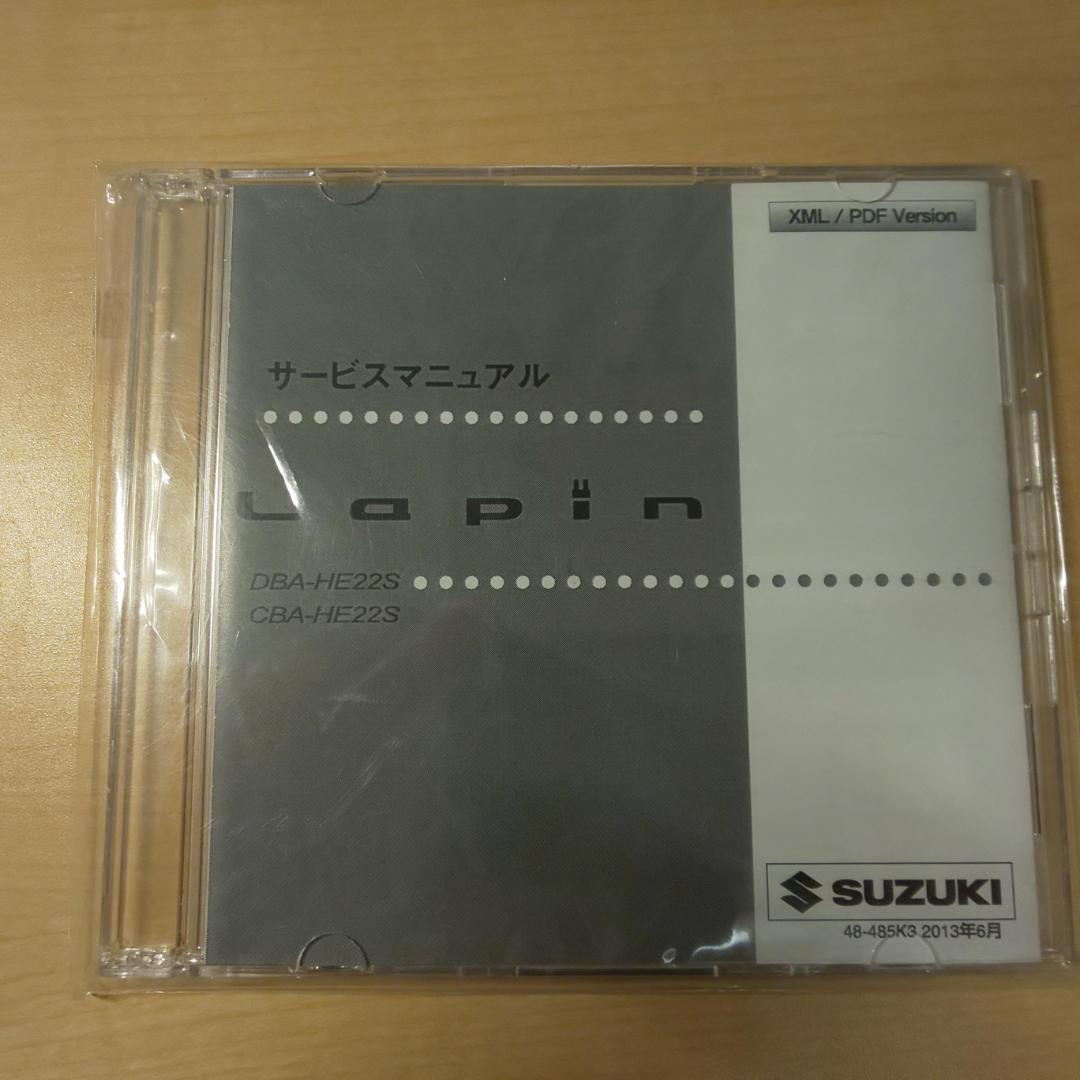 XML / PDF Version
サービスマニュアル
Lapin
DBA-HE22S
CBA-HE22S
SUZUKI
48-485K3 2013年6月